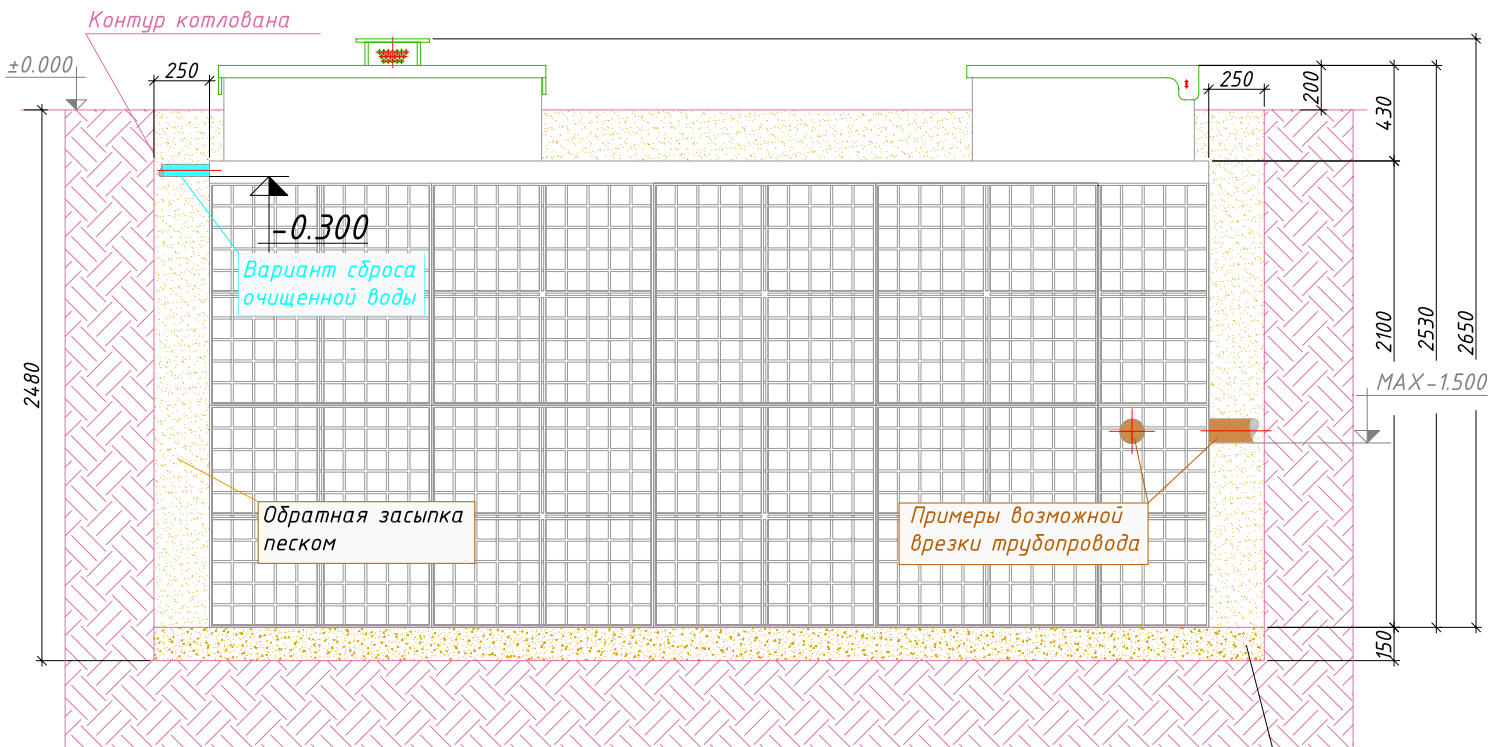 Контур котлована
±0.000
250
250
200
430
-0.300
Вариант сброса
очищенной воды
2480
2100
2530
2650
MAX-1.500
Обратная засыпка
песком
Примеры возможной
врезки трубопровода
150